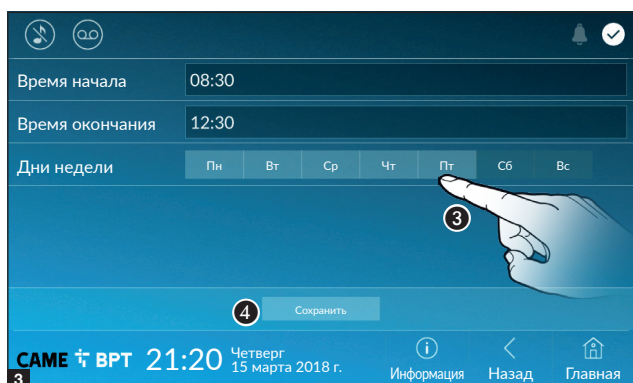 Время начала 08:30
Время окончания 12:30
Дни недели Пн Вт Ср Чт Пт Сб Вс
3
4 Сохранить
CAME BPT 21:20 Четверг
15 марта 2018 г.
Информация Назад Главная
3